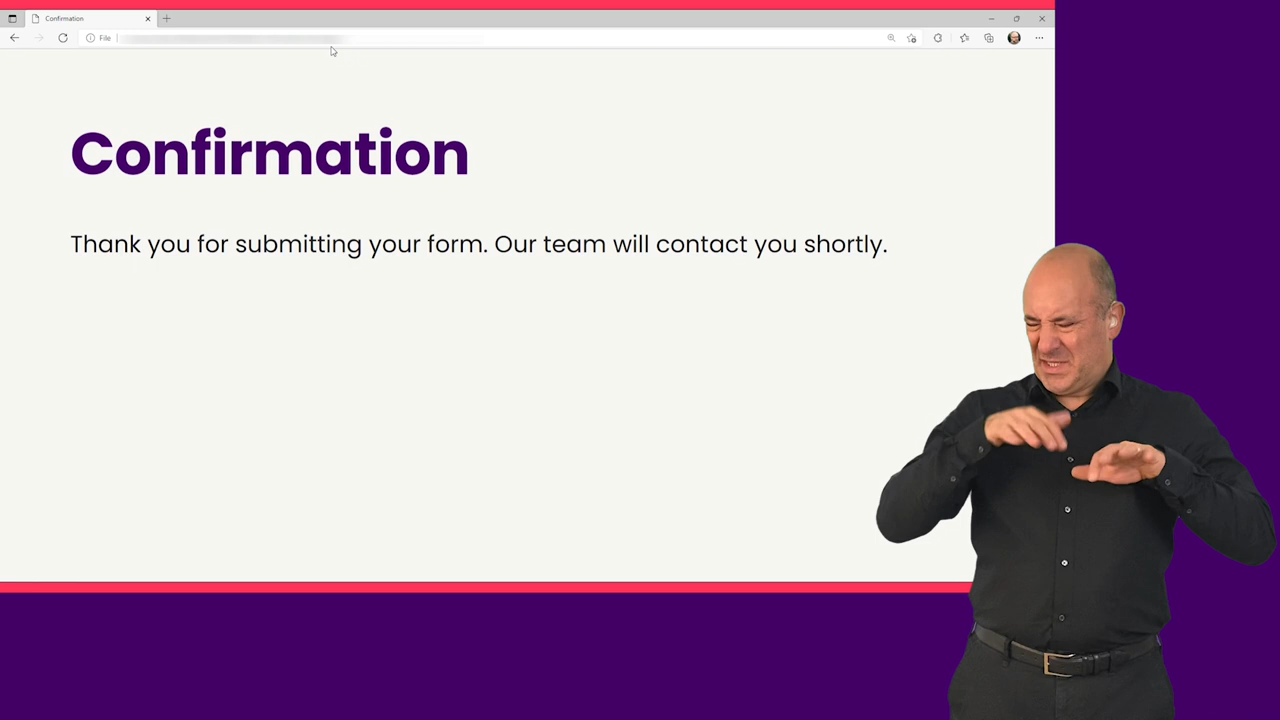 Confirmation
File
Confirmation
Thank you for submitting your form. Our team will contact you shortly.